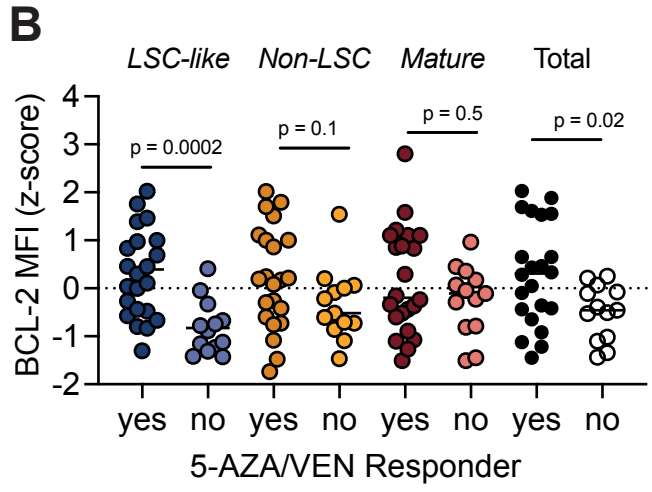 B
LSC-like Non-LSC Mature Total
BCL-2 MFI (z-score)
4
3
2
1
0
-1
-2
p = 0.0002
p = 0.1
p = 0.5
p = 0.02
yes no yes no yes no yes no
5-AZA/VEN Responder